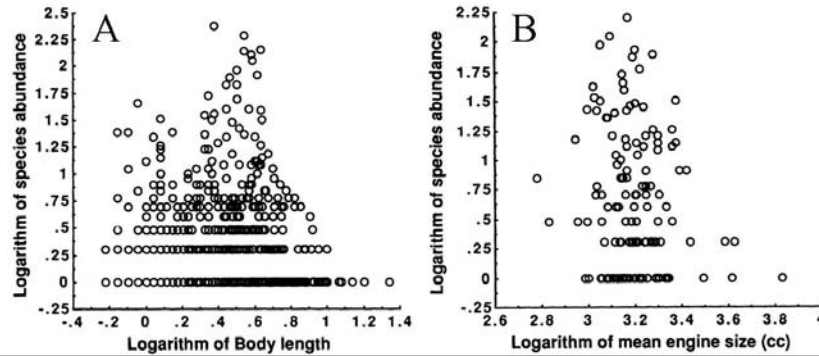 A
B
Logarithm of species abundance
2.5
2.25
2
1.75
1.5
1.25
1
.75
.5
.25
0
-.25
-.4 -.2 0 .2 .4 .6 .8 1 1.2 1.4
Logarithm of Body length
Logarithm of species abundance
2.25
2
1.75
1.5
1.25
1
.75
.5
.25
0
-.25
2.6 2.8 3 3.2 3.4 3.6 3.8 4
Logarithm of mean engine size (cc)